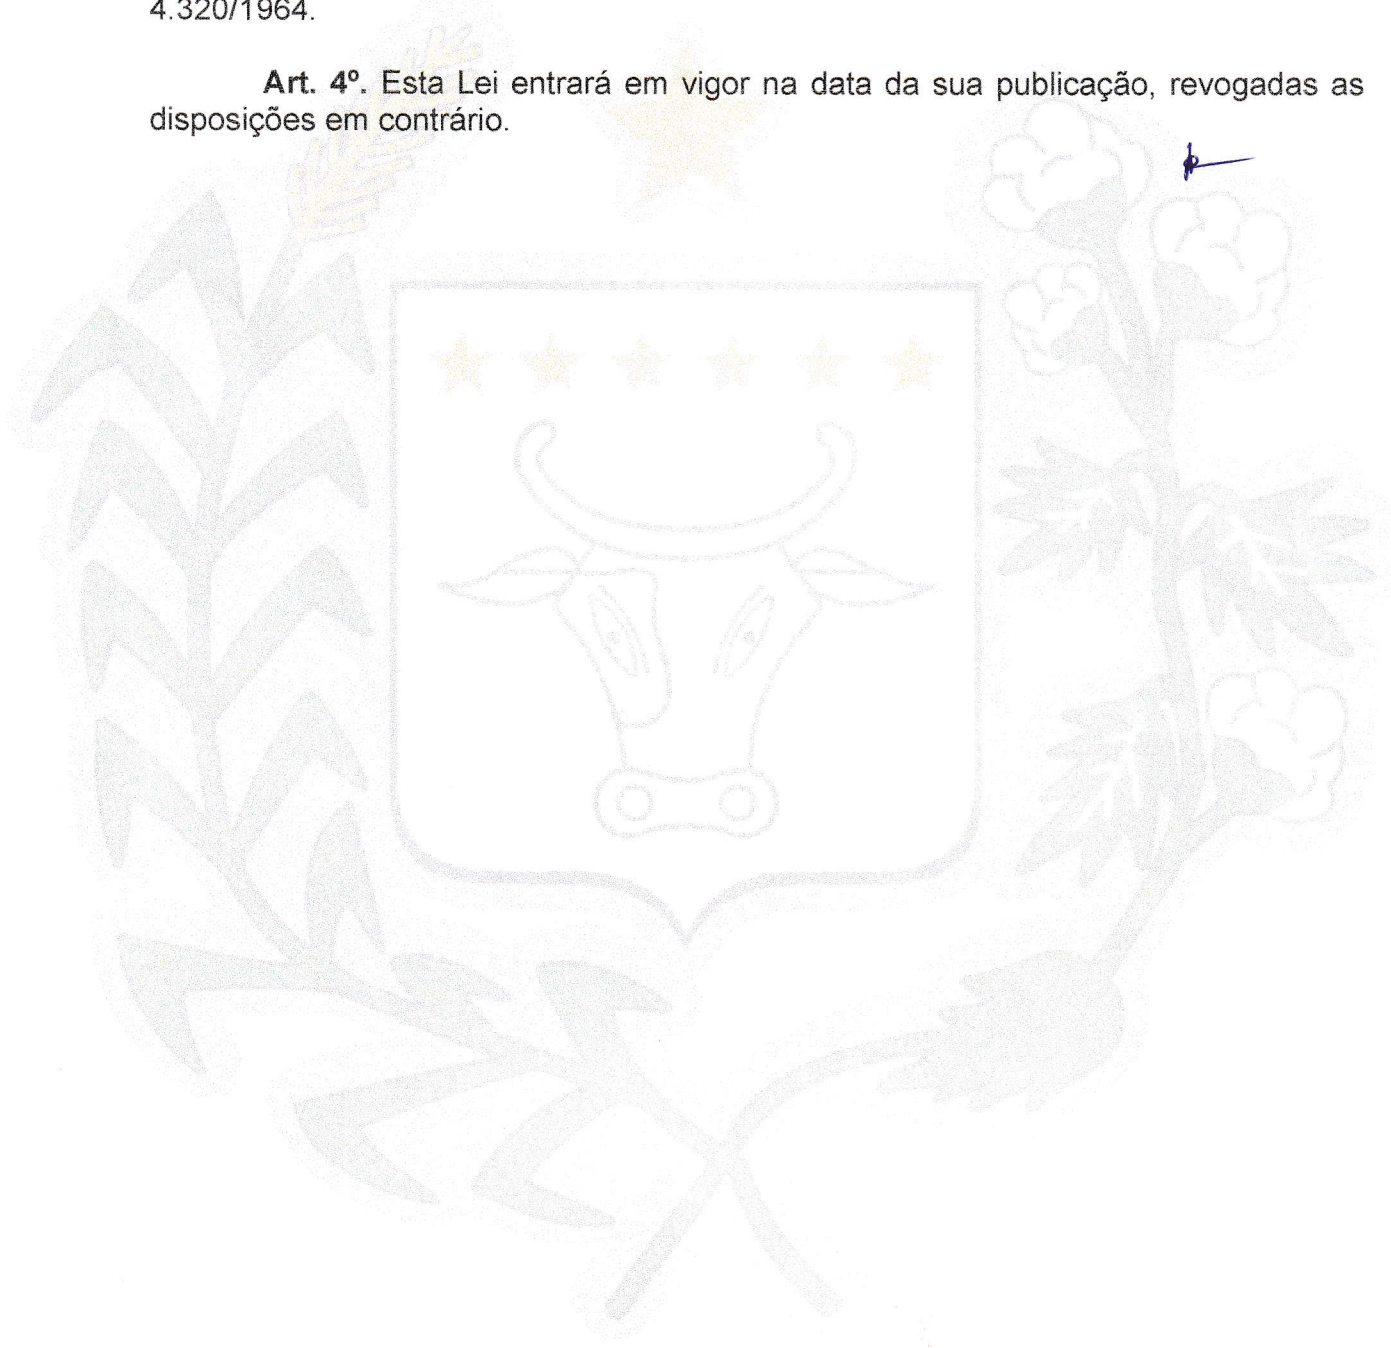 4.320/1964.
Art. 4º. Esta Lei entrará em vigor na data da sua publicação, revogadas as
disposições em contrário.